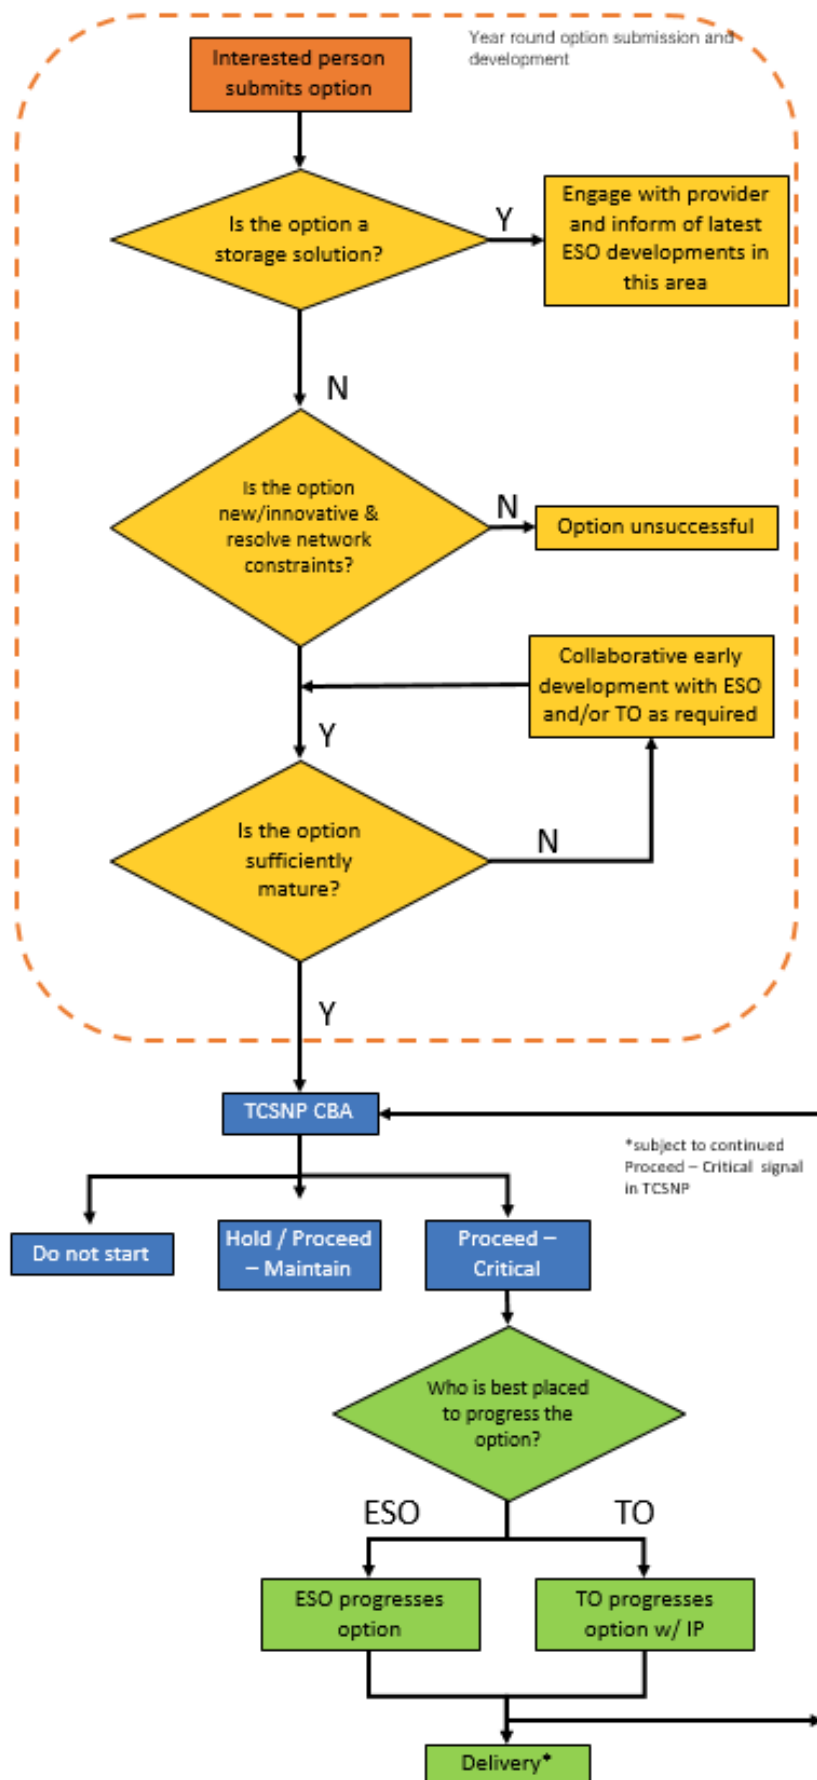 Year round option submission and
development
Interested person
submits option
Is the option a
storage solution?
Y
Engage with provider
and inform of latest
ESO developments in
this area
N
Is the option
new/innovative &
resolve network
constraints?
N
Option unsuccessful
Collaborative early
development with ESO
and/or TO as required
Y
Is the option
sufficiently
mature?
N
Y
TCSNP CBA
*subject to continued
Proceed – Critical signal
in TCSNP
Do not start
Hold / Proceed
– Maintain
Proceed –
Critical
Who is best placed
to progress the
option?
ESO
TO
ESO progresses
option
TO progresses
option w/ IP
Delivery*